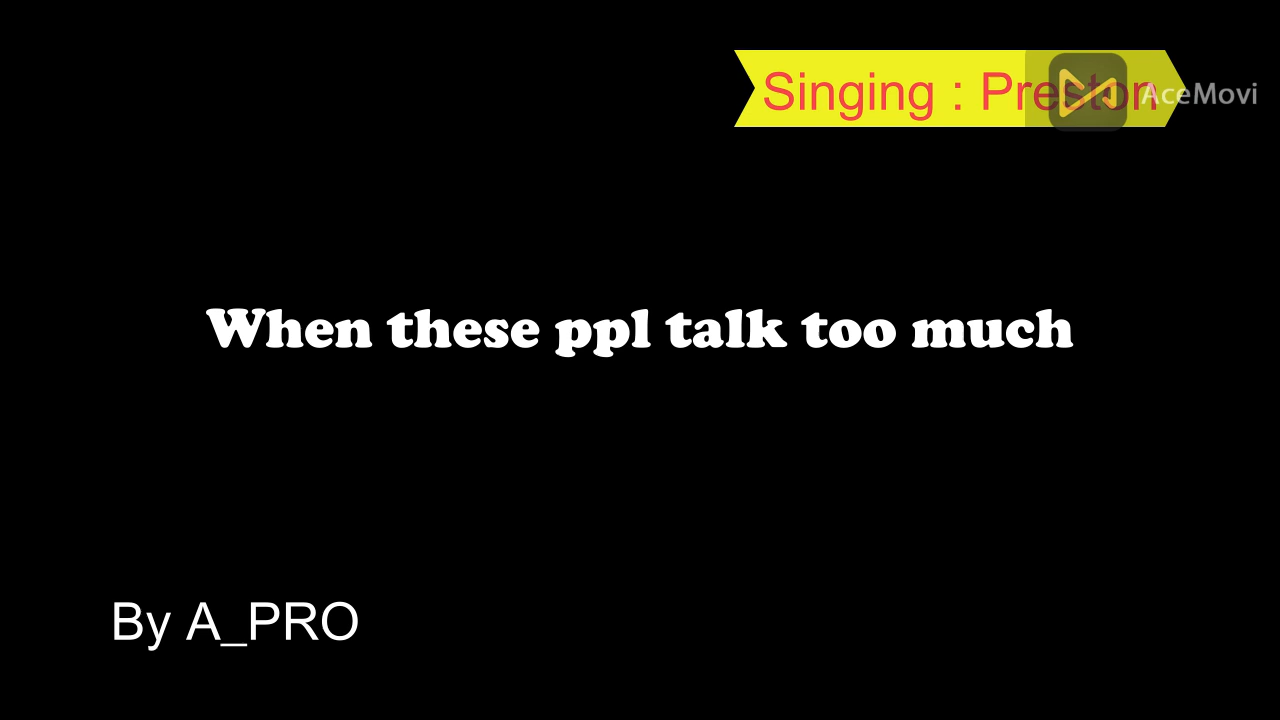 Singing : Preston
AceMovi
When these ppl talk too much
By A_PRO